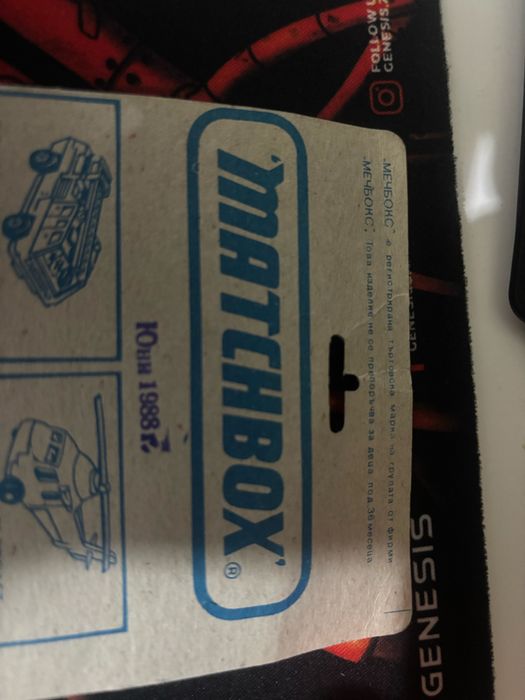 FOLLOW
GENESIS
GENESIS
„МЕЧБОКС" е регистрирана търговска марка на групата от фирми
„МЕЧБОКС". Това изделие не се препоръчва за деца под 36 месеца
'MATCHBOX'®
Юни 1988 г.